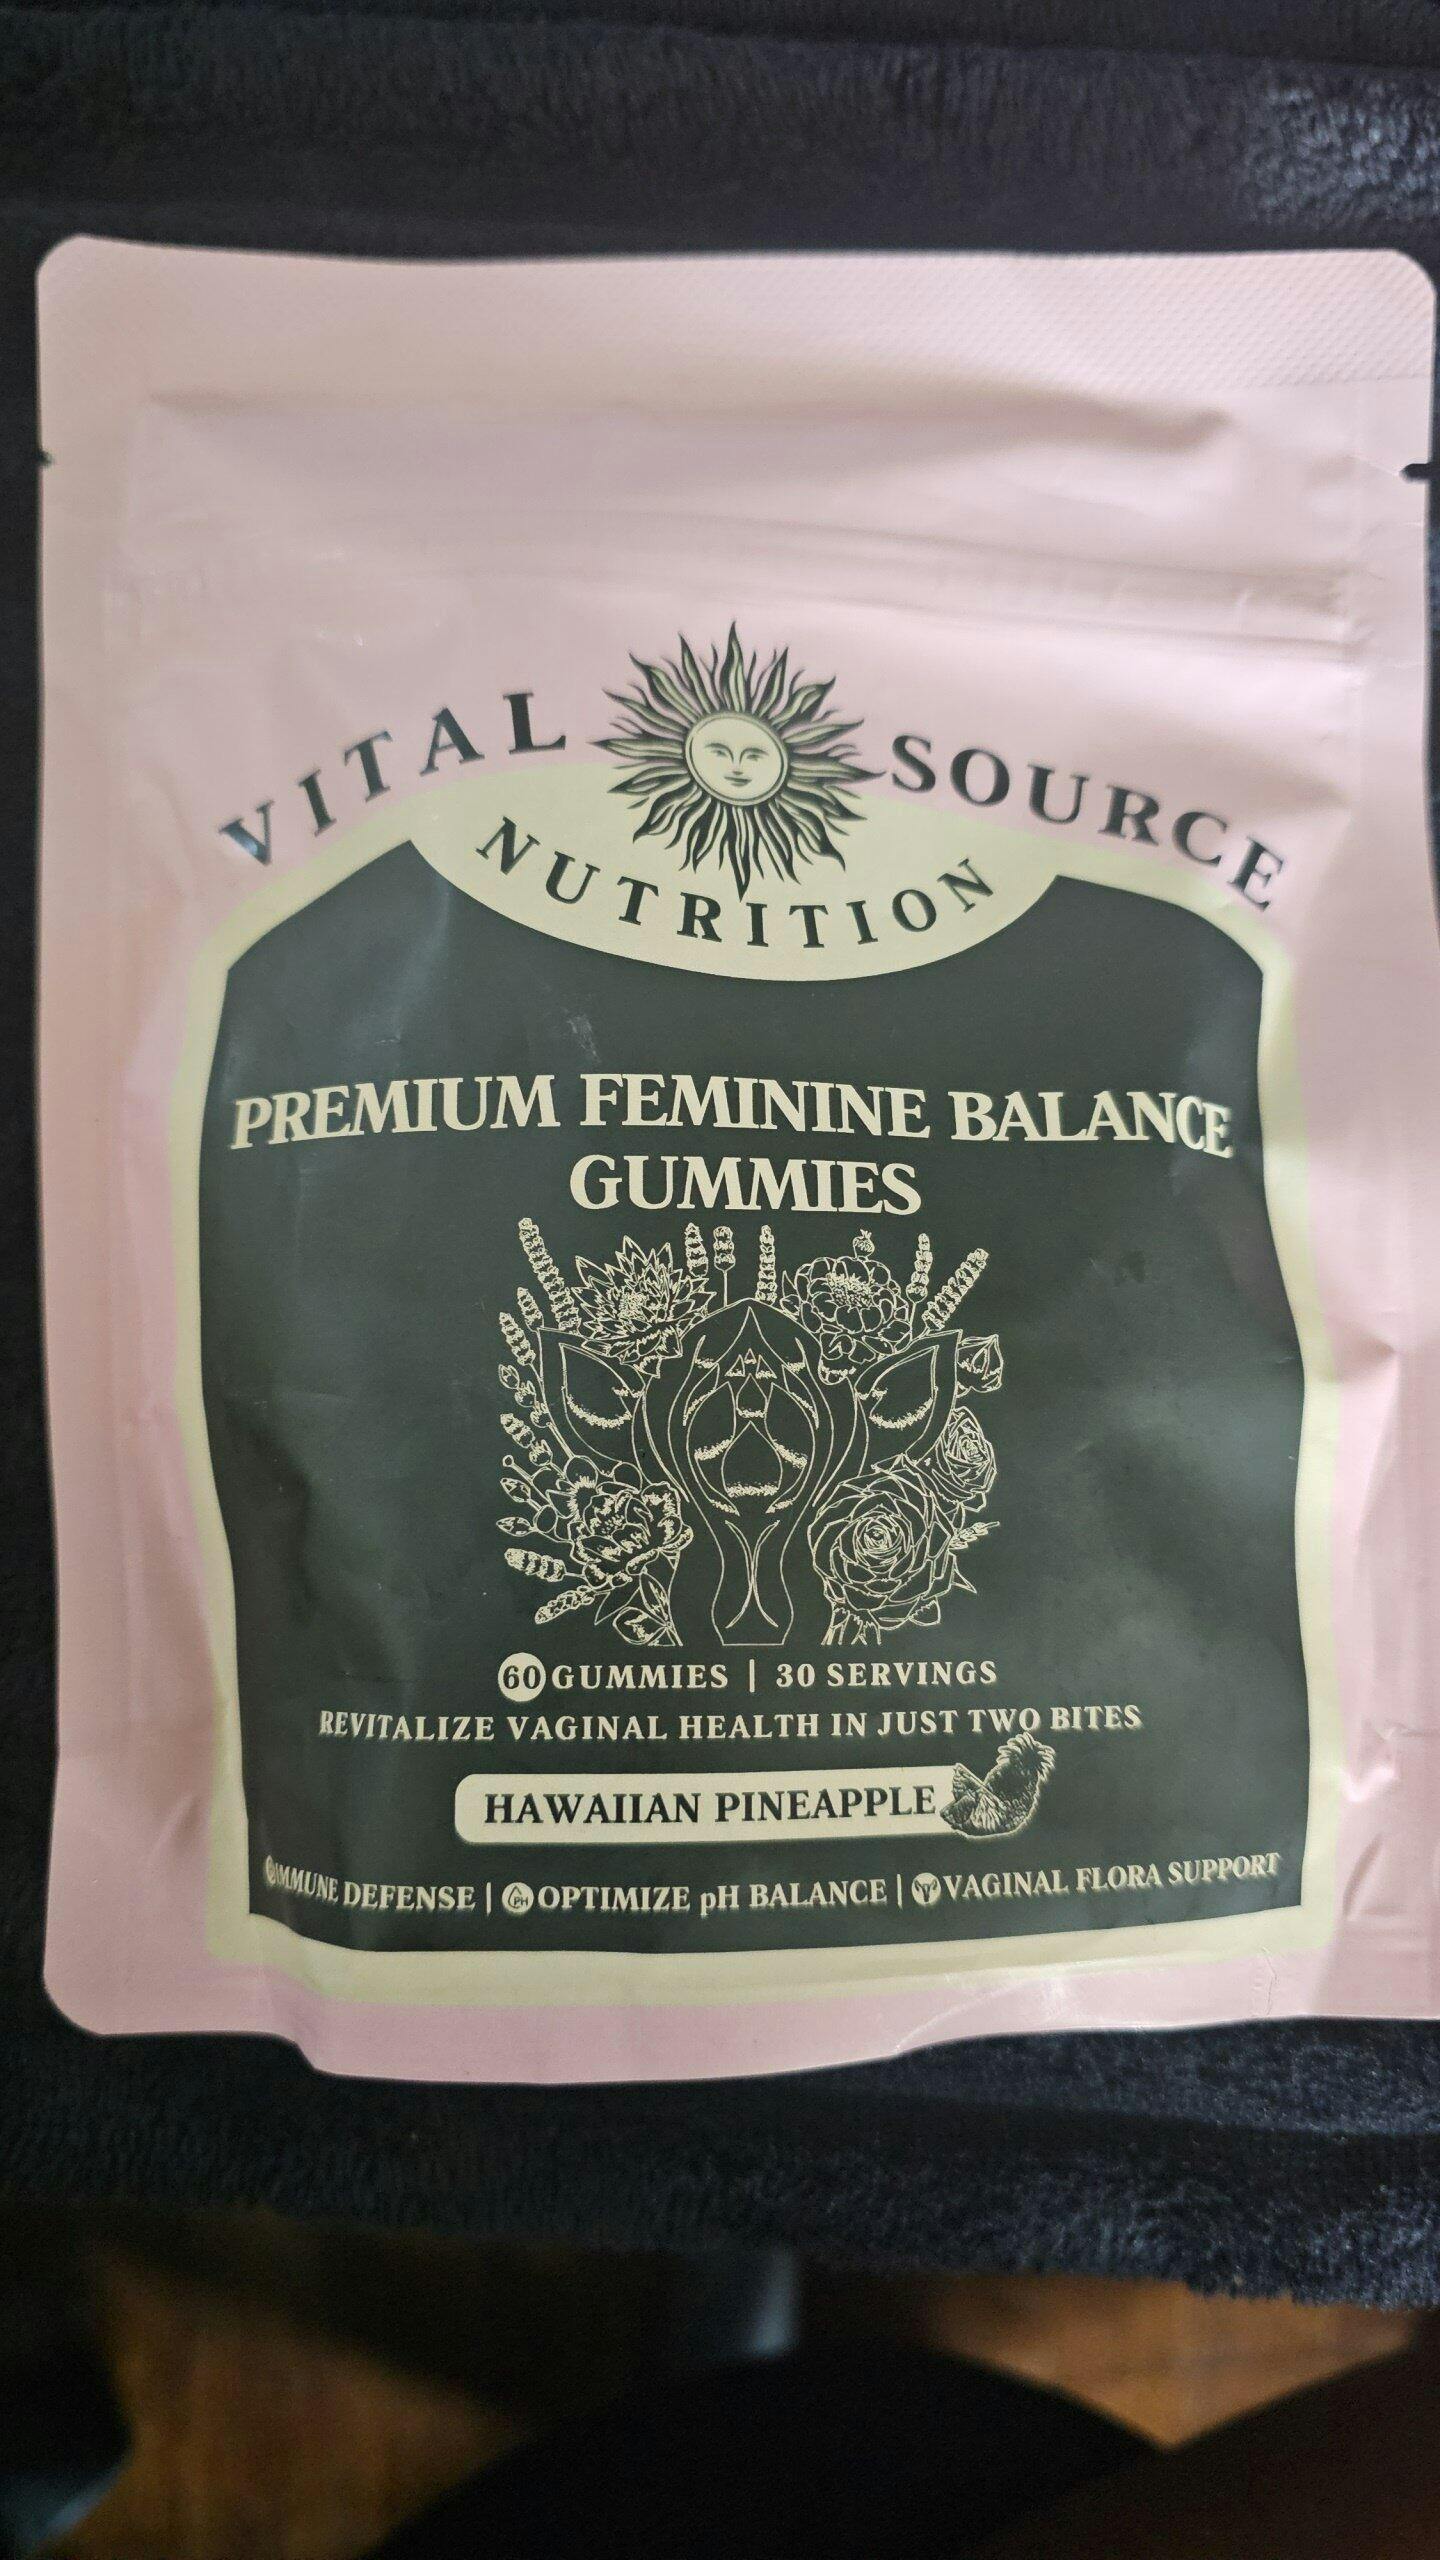 VITAL SOURCE
NUTRITION
PREMIUM FEMININE BALANCE
GUMMIES
60 GUMMIES | 30 SERVINGS
REVITALIZE VAGINAL HEALTH IN JUST TWO BITES
HAWAIIAN PINEAPPLE
IMMUNE DEFENSE | PH OPTIMIZE pH BALANCE | VAGINAL FLORA SUPPORT